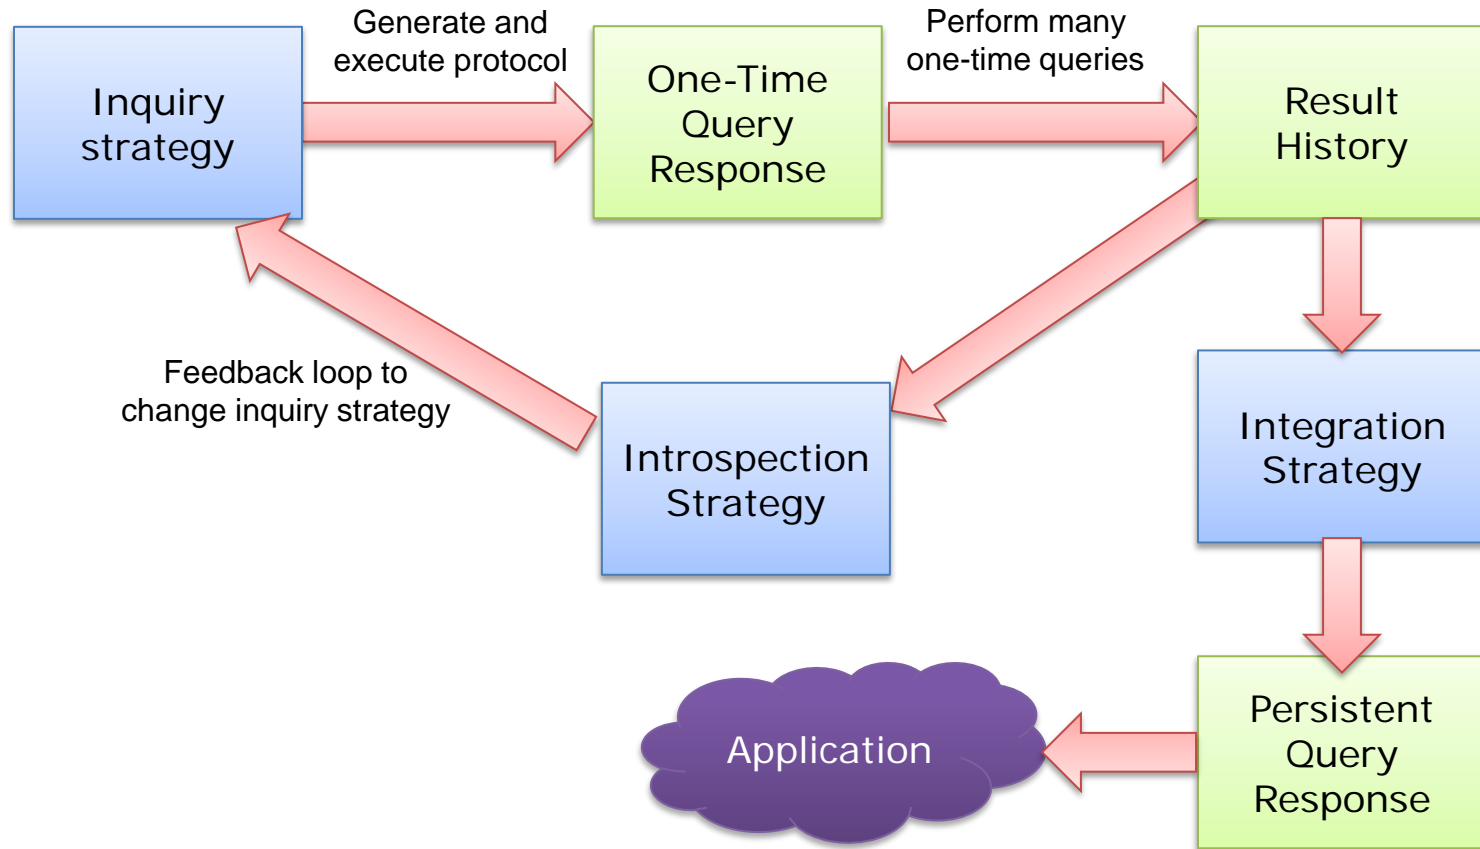 Generate and
execute protocol
Perform many
one-time queries
Inquiry
strategy
One-Time
Query
Response
Result
History
Feedback loop to
change inquiry strategy
Introspection
Strategy
Integration
Strategy
Application
Persistent
Query
Response